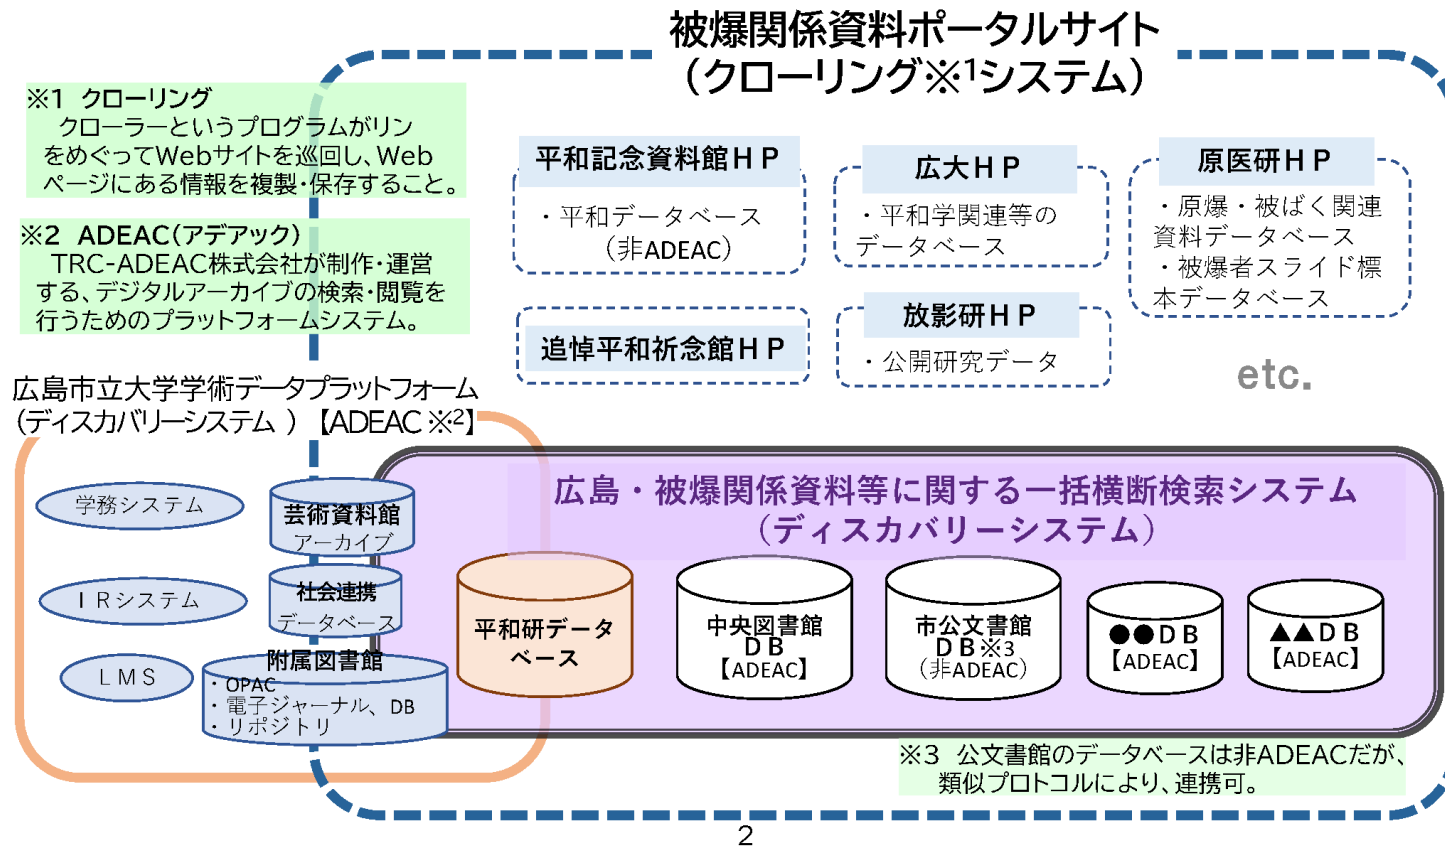 被爆関係資料ポータルサイト
（クローリング※1システム）
※1 クローリング
クローラーというプログラムがリン
をめぐってWebサイトを巡回し、Web
ページにある情報を複製・保存すること。
※2 ADEAC（アデアック）
TRC-ADEAC株式会社が制作・運営
する、デジタルアーカイブの検索・閲覧を
行うためのプラットフォームシステム。
平和記念資料館ＨＰ
・平和データベース
（非ADEAC）
広大ＨＰ
・平和学関連等の
データベース
原医研ＨＰ
・原爆・被ばく関連
資料データベース
・被爆者スライド標
本データベース
追悼平和祈念館ＨＰ
放影研ＨＰ
・公開研究データ
etc.
広島市立大学学術データプラットフォーム
（ディスカバリーシステム ）【ADEAC ※2】
学務システム
ＩＲシステム
ＬＭＳ
芸術資料館
アーカイブ
社会連携
データベース
附属図書館
・OPAC
・電子ジャーナル、DB
・リポジトリ
広島・被爆関係資料等に関する一括横断検索システム
（ディスカバリーシステム）
平和研データ
ベース
中央図書館
ＤＢ
【ADEAC】
市公文書館
ＤＢ※3
（非ADEAC）
●●ＤＢ
【ADEAC】
▲▲ＤＢ
【ADEAC】
※3 公文書館のデータベースは非ADEACだが、
類似プロトコルにより、連携可。
2